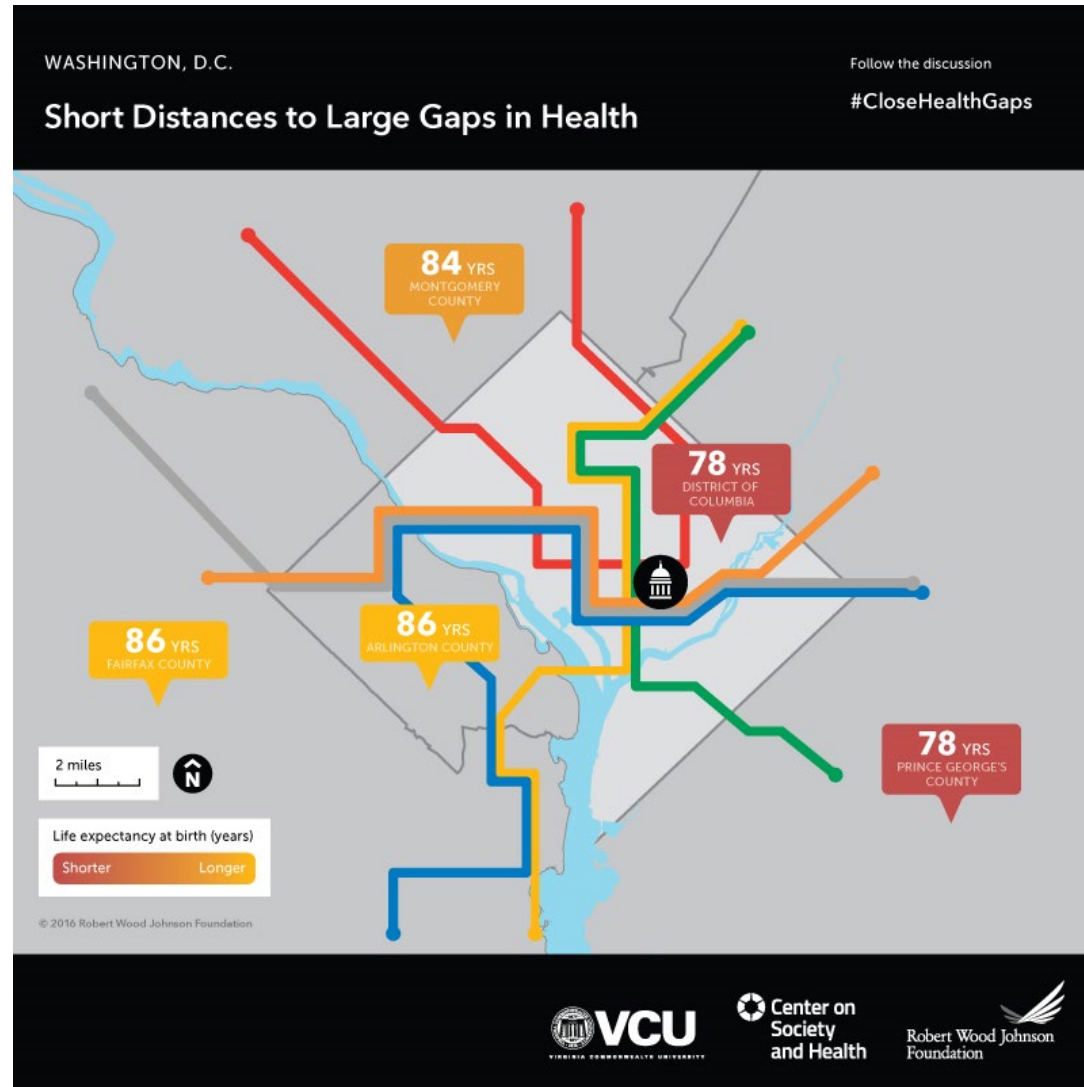 WASHINGTON, D.C.
Short Distances to Large Gaps in Health
Follow the discussion
#CloseHealthGaps
84 YRS
MONTGOMERY
COUNTY
78 YRS
DISTRICT OF
COLUMBIA
86 YRS
FAIRFAX COUNTY
86 YRS
ARLINGTON COUNTY
78 YRS
PRINCE GEORGE'S
COUNTY
2 miles
N
Life expectancy at birth (years)
Shorter Longer
© 2016 Robert Wood Johnson Foundation
VCU
VIRGINIA COMMONWEALTH UNIVERSITY
Center on
Society
and Health
Robert Wood Johnson
Foundation